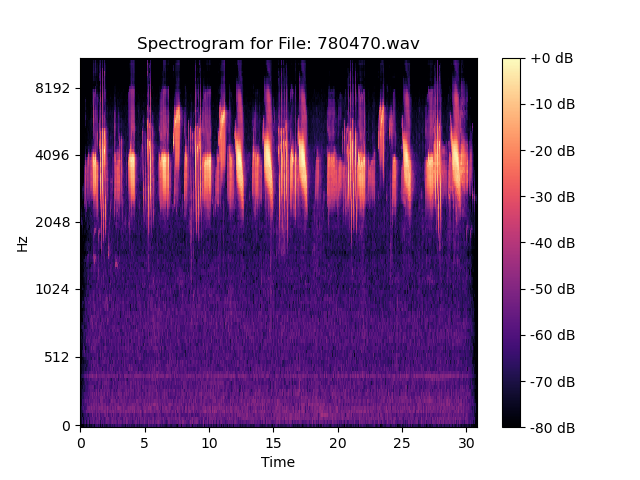 Spectrogram for File: 780470.wav
8192
4096
2048
1024
512
0
Hz
0 5 10 15 20 25 30
Time
+0 dB
-10 dB
-20 dB
-30 dB
-40 dB
-50 dB
-60 dB
-70 dB
-80 dB